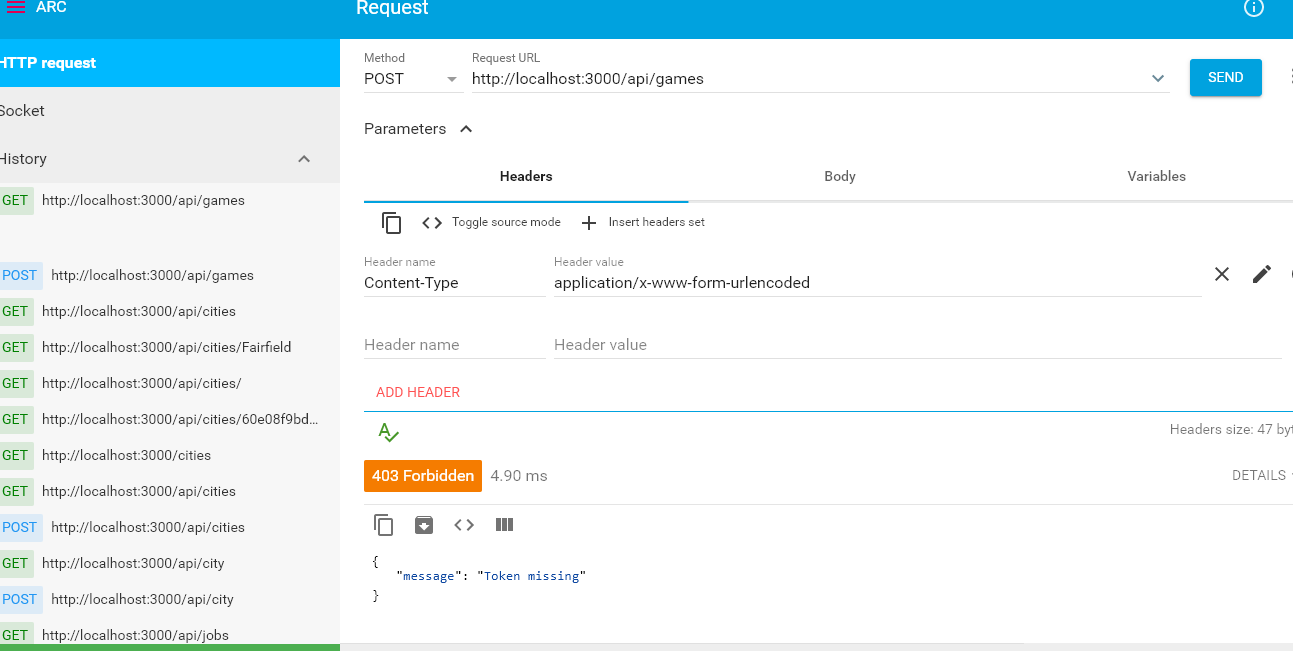 ARC
Request
HTTP request
Socket
History
GET http://localhost:3000/api/games
POST http://localhost:3000/api/games
GET http://localhost:3000/api/cities
GET http://localhost:3000/api/cities/Fairfield
GET http://localhost:3000/api/cities/
GET http://localhost:3000/api/cities/60e08f9bd...
GET http://localhost:3000/cities
GET http://localhost:3000/api/cities
POST http://localhost:3000/api/cities
GET http://localhost:3000/api/city
POST http://localhost:3000/api/city
GET http://localhost:3000/api/jobs
Method Request URL
POST http://localhost:3000/api/games SEND
Parameters
Headers Body Variables
Toggle source mode Insert headers set
Header name Header value
Content-Type application/x-www-form-urlencoded
Header name Header value
ADD HEADER
Headers size: 47 byt
403 Forbidden 4.90 ms DETAILS
{
"message": "Token missing"
}